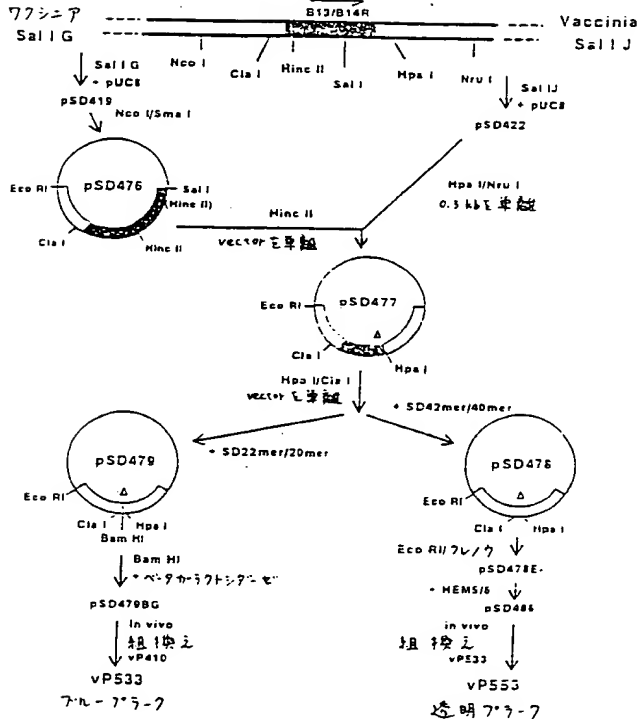 B13/B14R
ワクシニア
Sal I G
Vaccinia
Sal I J
Nco I
Cla I
Hinc II
Sal I
Hpa I
Nru I
Sal I G
+ pUC8
pSD419
Nco I/Sma I
Sal IJ
+ pUC8
pSD422
pSD476
Eco RI
Sal I
(Hinc II)
Cla I
Hinc II
Hinc II
vectorを単離
Hpa I/Nru I
0.3 kbを単離
pSD477
Eco RI
Δ
Cla I
Hpa I
Hpa I/Cla I
vectorを単離
+ SD22mer/20mer
+ SD42mer/40mer
pSD479
Eco RI
Δ
Cla I
Hpa I
Bam HI
Bam HI
+ ベータガラクトシダーゼ
pSD479BG
in vivo
組換え
vP410
vP533
ブループラーク
pSD478
Eco RI
Δ
Cla I
Hpa I
Eco RI/クレノウ
pSD478E-
+ HEM5/6
pSD486
in vivo
組換え
vP533
vP553
透明プラーク